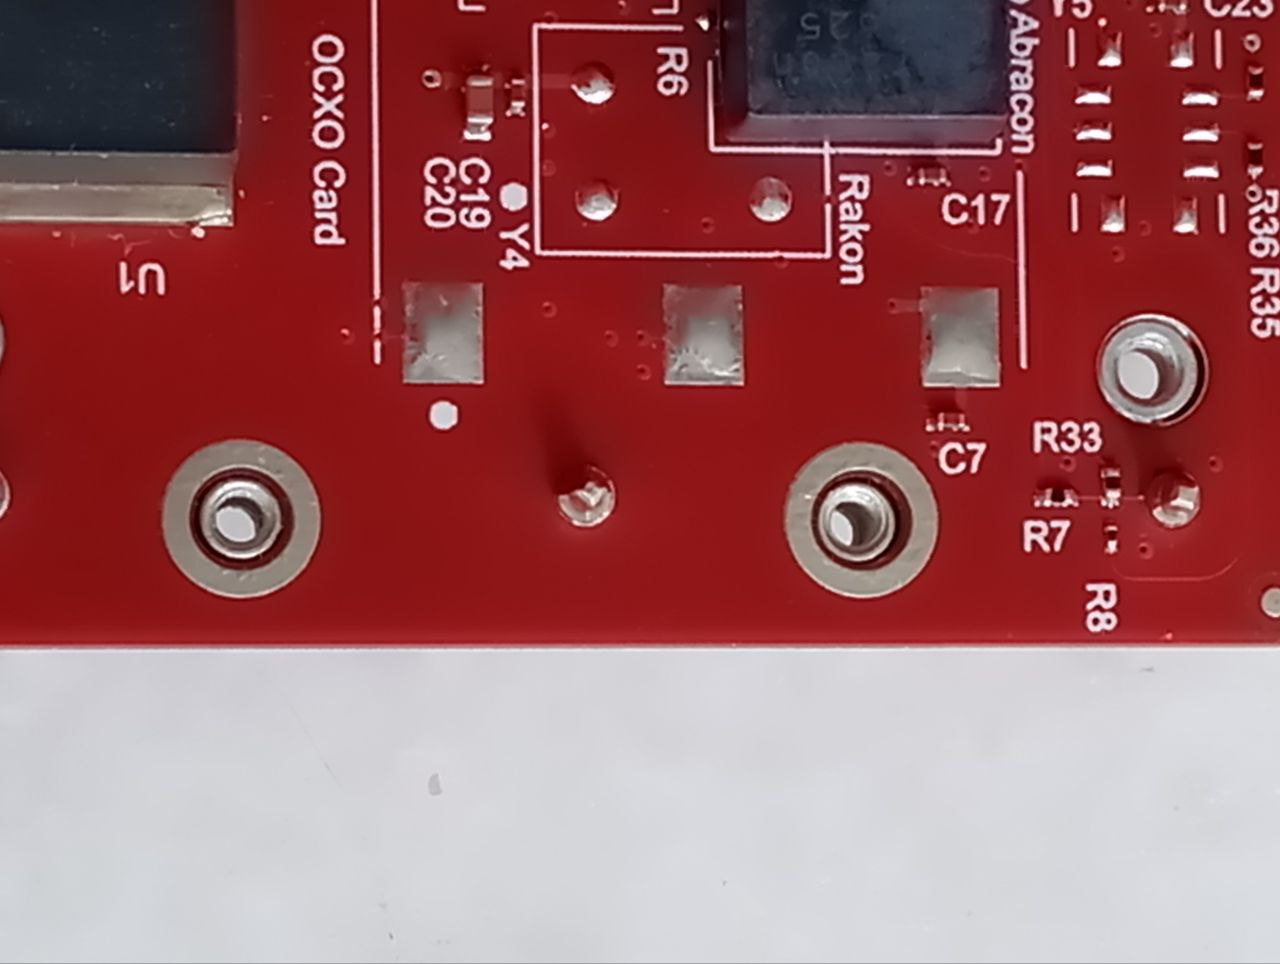 OCXO Card
R6
Abracon
Y5
C23
C19
C20
Y4
Rakon
C17
R36 R35
U1
C7
R33
R7
R8